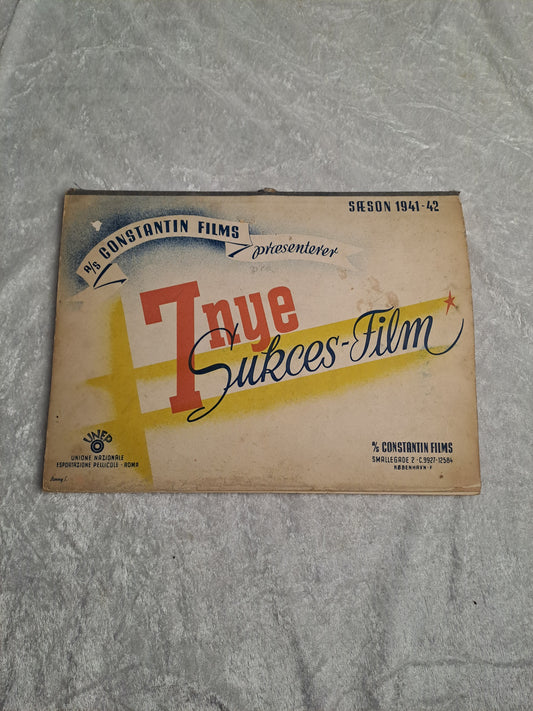 SÆSON 1941-42
A/S CONSTANTIN FILMS
præsenterer
7 nye
Sukces-Film
UNEP
UNIONE NAZIONALE
ESPORTAZIONE PELLICOLE · ROMA
A/S CONSTANTIN FILMS
SMALLEGADE 2 · C. 9927-12584
KØBENHAVN · F